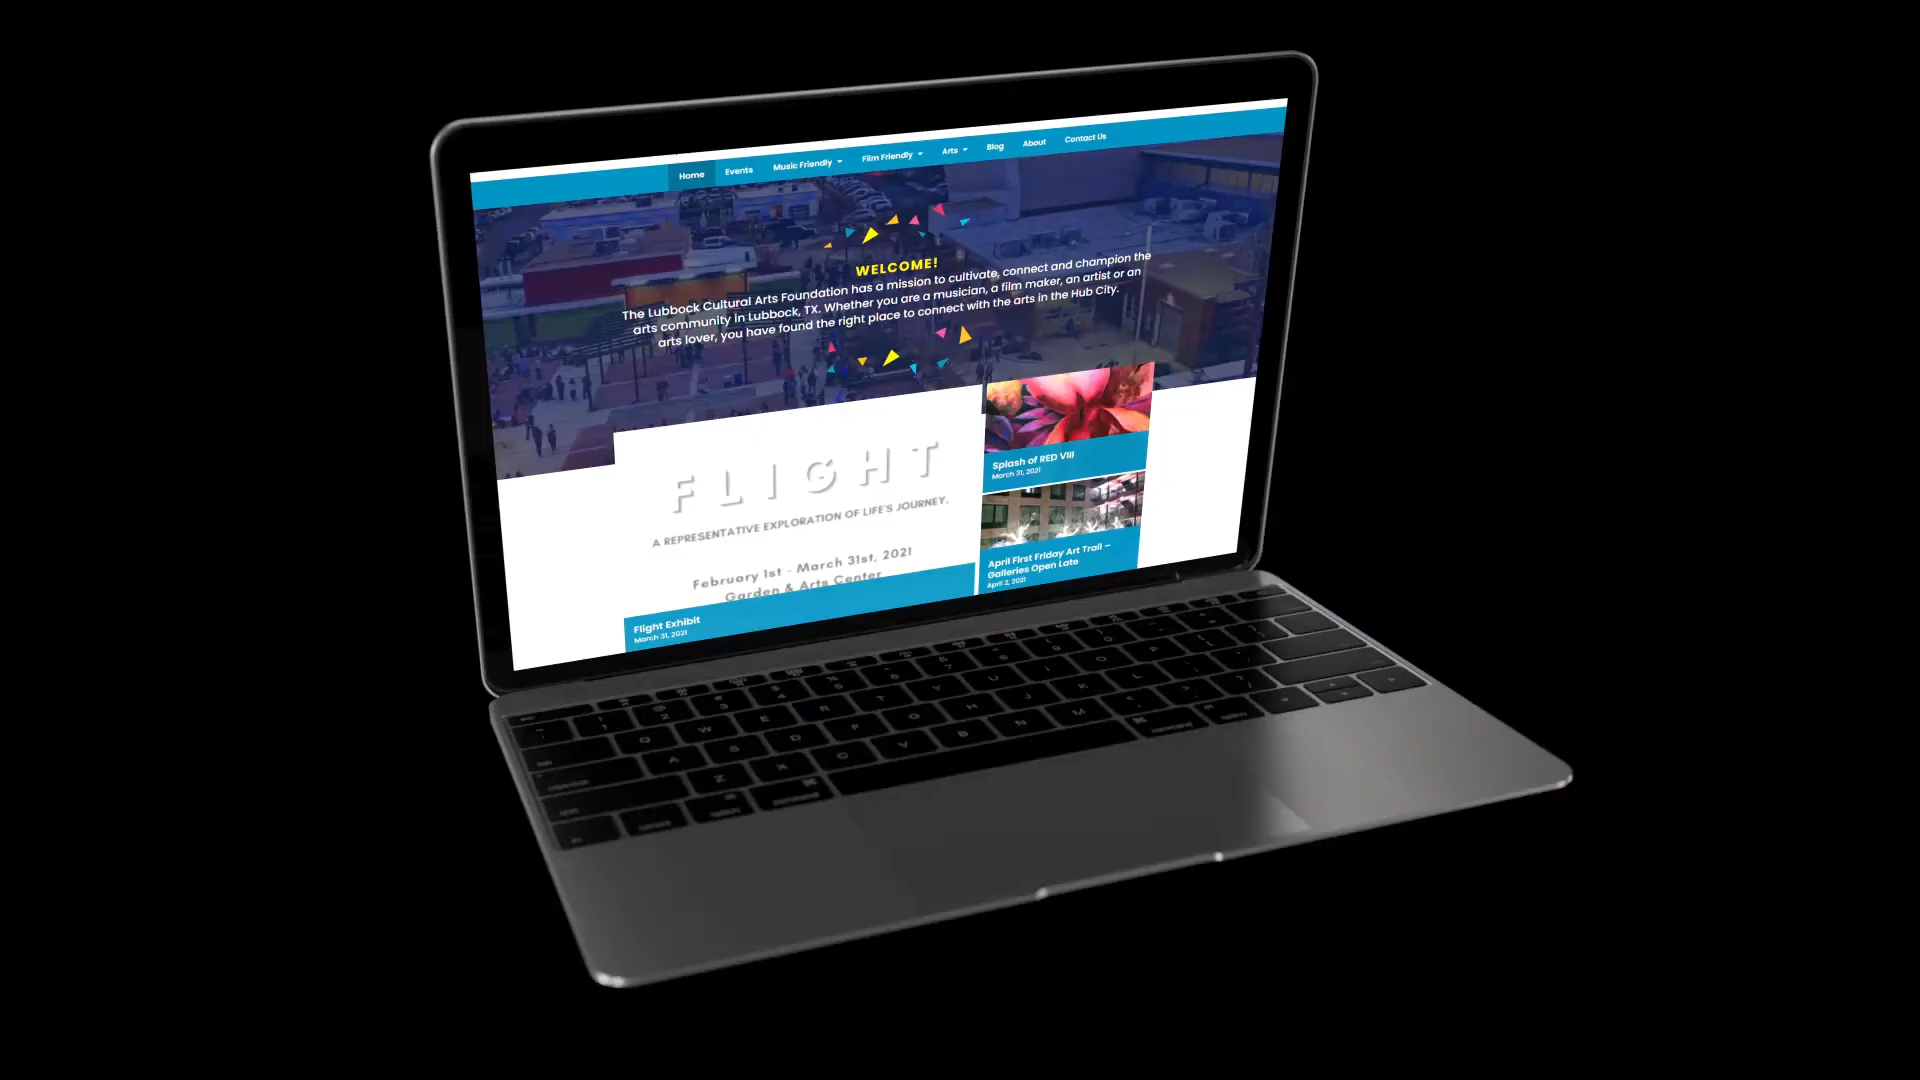 Home Events Music Friendly Film Friendly Arts Blog About Contact Us
WELCOME!
The Lubbock Cultural Arts Foundation has a mission to cultivate, connect and champion the
arts community in Lubbock, TX. Whether you are a musician, a film maker, an artist or an
arts lover, you have found the right place to connect with the arts in the Hub City.
FLIGHT
A REPRESENTATIVE EXPLORATION OF LIFE'S JOURNEY.
February 1st - March 31st, 2021
Garden & Arts Center
Flight Exhibit
March 31, 2021
Splash of RED VIII
March 31, 2021
April First Friday Art Trail –
Galleries Open Late
April 2, 2021
Q W E R T Y U I O P
A S D F G H J K L
Z X C V B N M